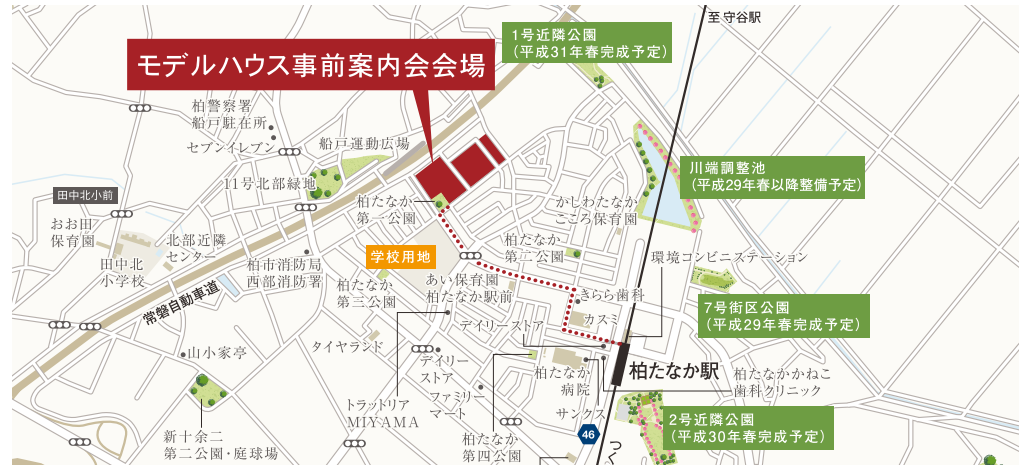 至 守谷駅
1号近隣公園
（平成31年春完成予定）
モデルハウス事前案内会会場
柏警察署
船戸駐在所
セブンイレブン
船戸運動広場
11号北部緑地
川端調整池
（平成29年春以降整備予定）
田中北小前
おお田
保育園
田中北
小学校
北部近隣
センター
柏市消防局
西部消防署
柏たなか
第一公園
学校用地
柏たなか
第三公園
かしわたなか
こころ保育園
柏たなか
第二公園
環境コンビニステーション
あい保育園
柏たなか駅前
きらら歯科
カスミ
デイリーストア
7号街区公園
（平成29年春完成予定）
常磐自動車道
山小家亭
タイヤランド
デイリー
ストア
ファミリー
マート
トラットリア
MIYAMA
柏たなか
病院
サンクス
柏たなか駅
柏たなかかねこ
歯科クリニック
2号近隣公園
（平成30年春完成予定）
新十余二
第二公園・庭球場
柏たなか
第四公園
46
つく